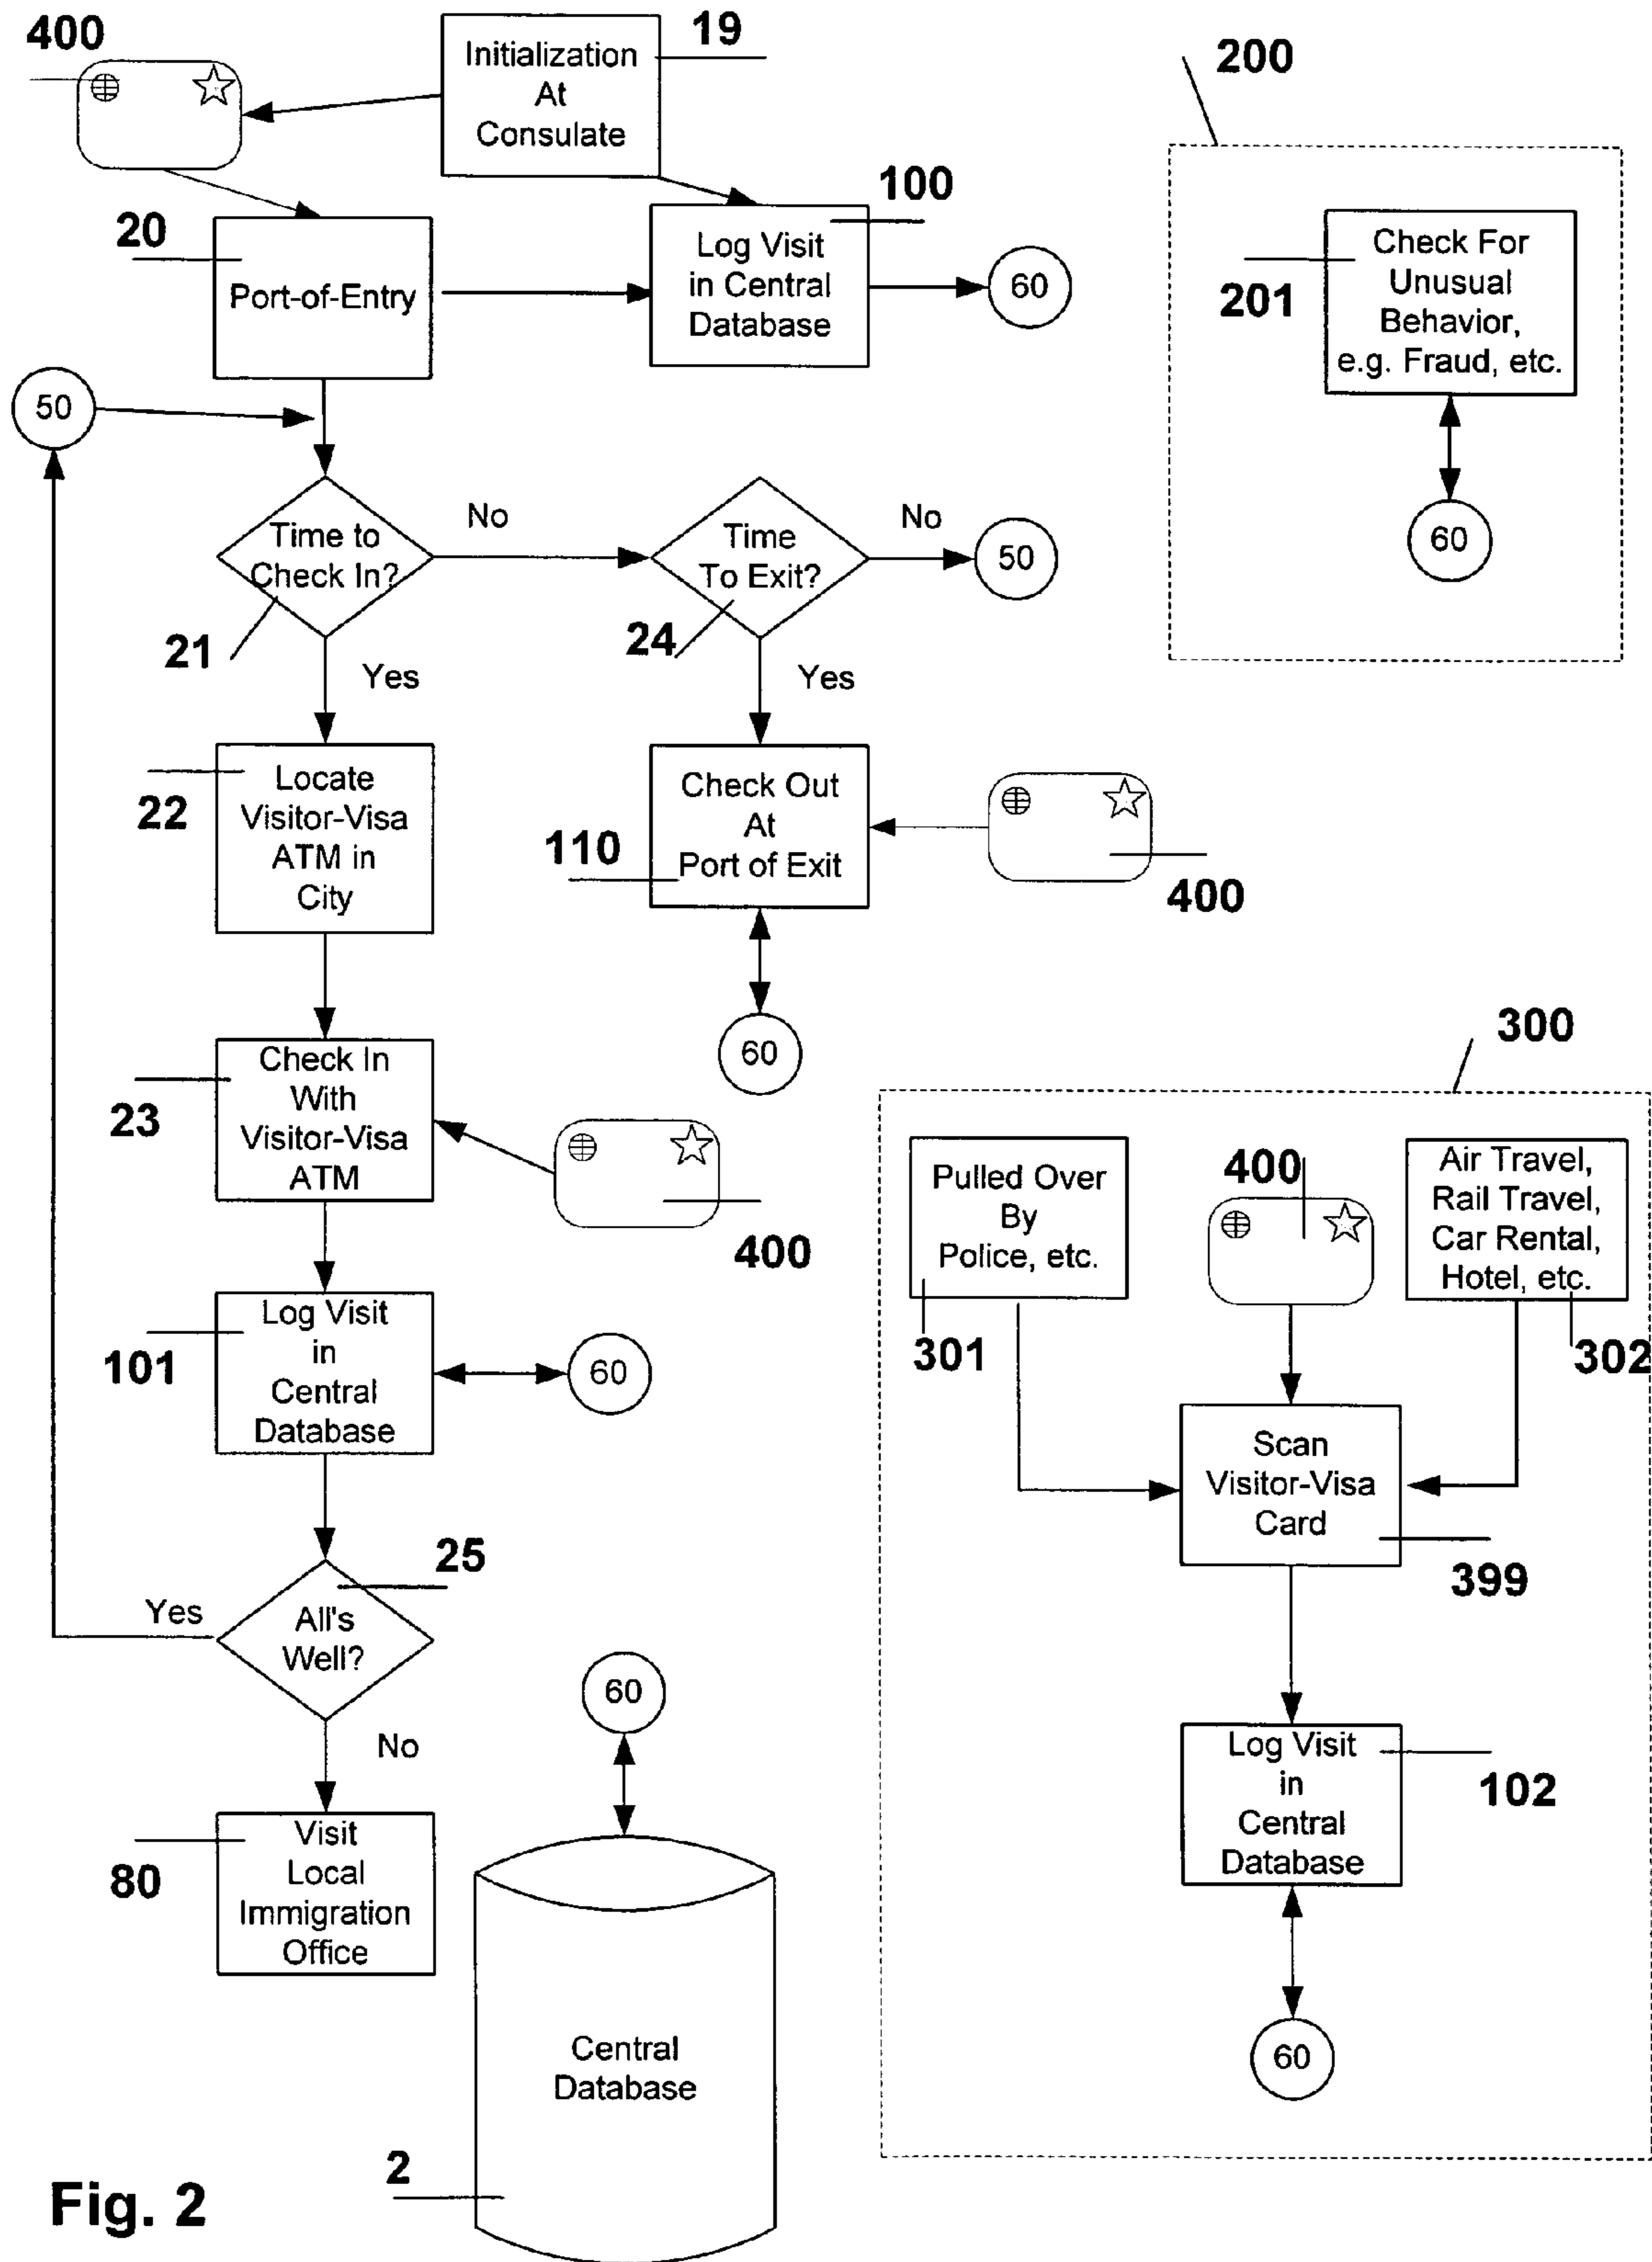 400
19
Initialization
At
Consulate
200
100
Log Visit
in Central
Database
60
20
Port-of-Entry
201
Check For
Unusual
Behavior,
e.g. Fraud, etc.
60
50
Time to
Check In?
21
No
Yes
Time
To Exit?
24
No
50
Yes
22
Locate
Visitor-Visa
ATM in
City
110
Check Out
At
Port of Exit
400
60
23
Check In
With
Visitor-Visa
ATM
400
300
301
Pulled Over
By
Police, etc.
400
Air Travel,
Rail Travel,
Car Rental,
Hotel, etc.
302
Scan
Visitor-Visa
Card
399
101
Log Visit
in
Central
Database
60
25
All's
Well?
Yes
No
80
Visit
Local
Immigration
Office
60
Central
Database
2
Log Visit
in
Central
Database
102
60
Fig. 2